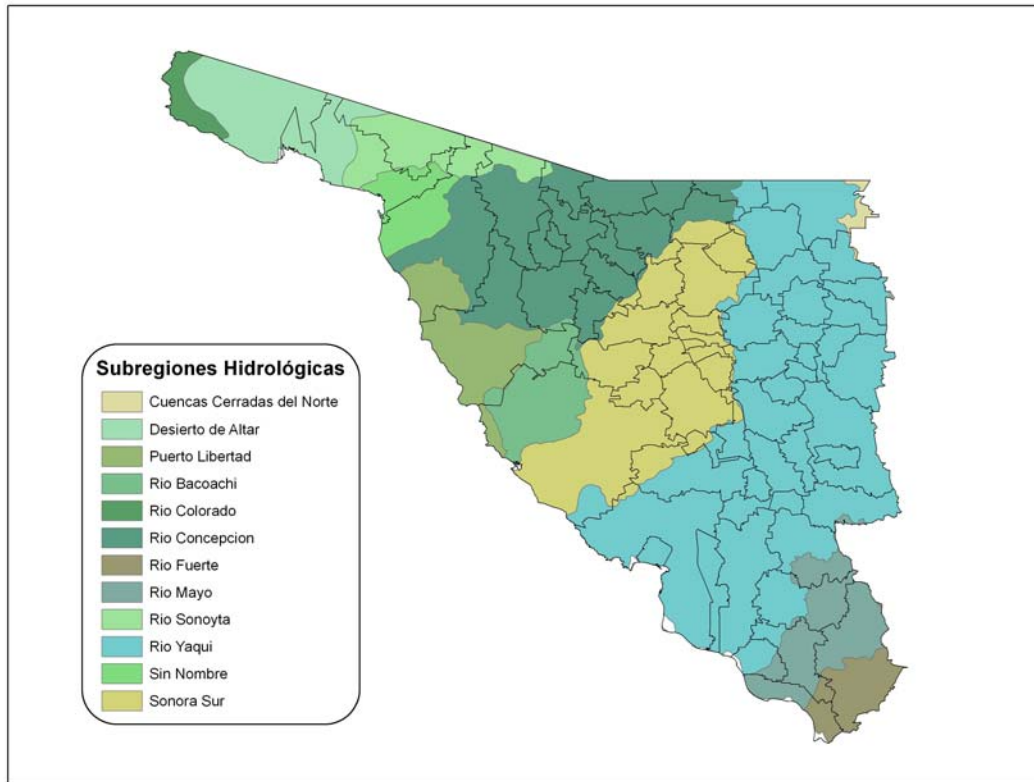 Subregiones Hidrológicas
Cuencas Cerradas del Norte
Desierto de Altar
Puerto Libertad
Rio Bacoachi
Rio Colorado
Rio Concepcion
Rio Fuerte
Rio Mayo
Rio Sonoyta
Rio Yaqui
Sin Nombre
Sonora Sur